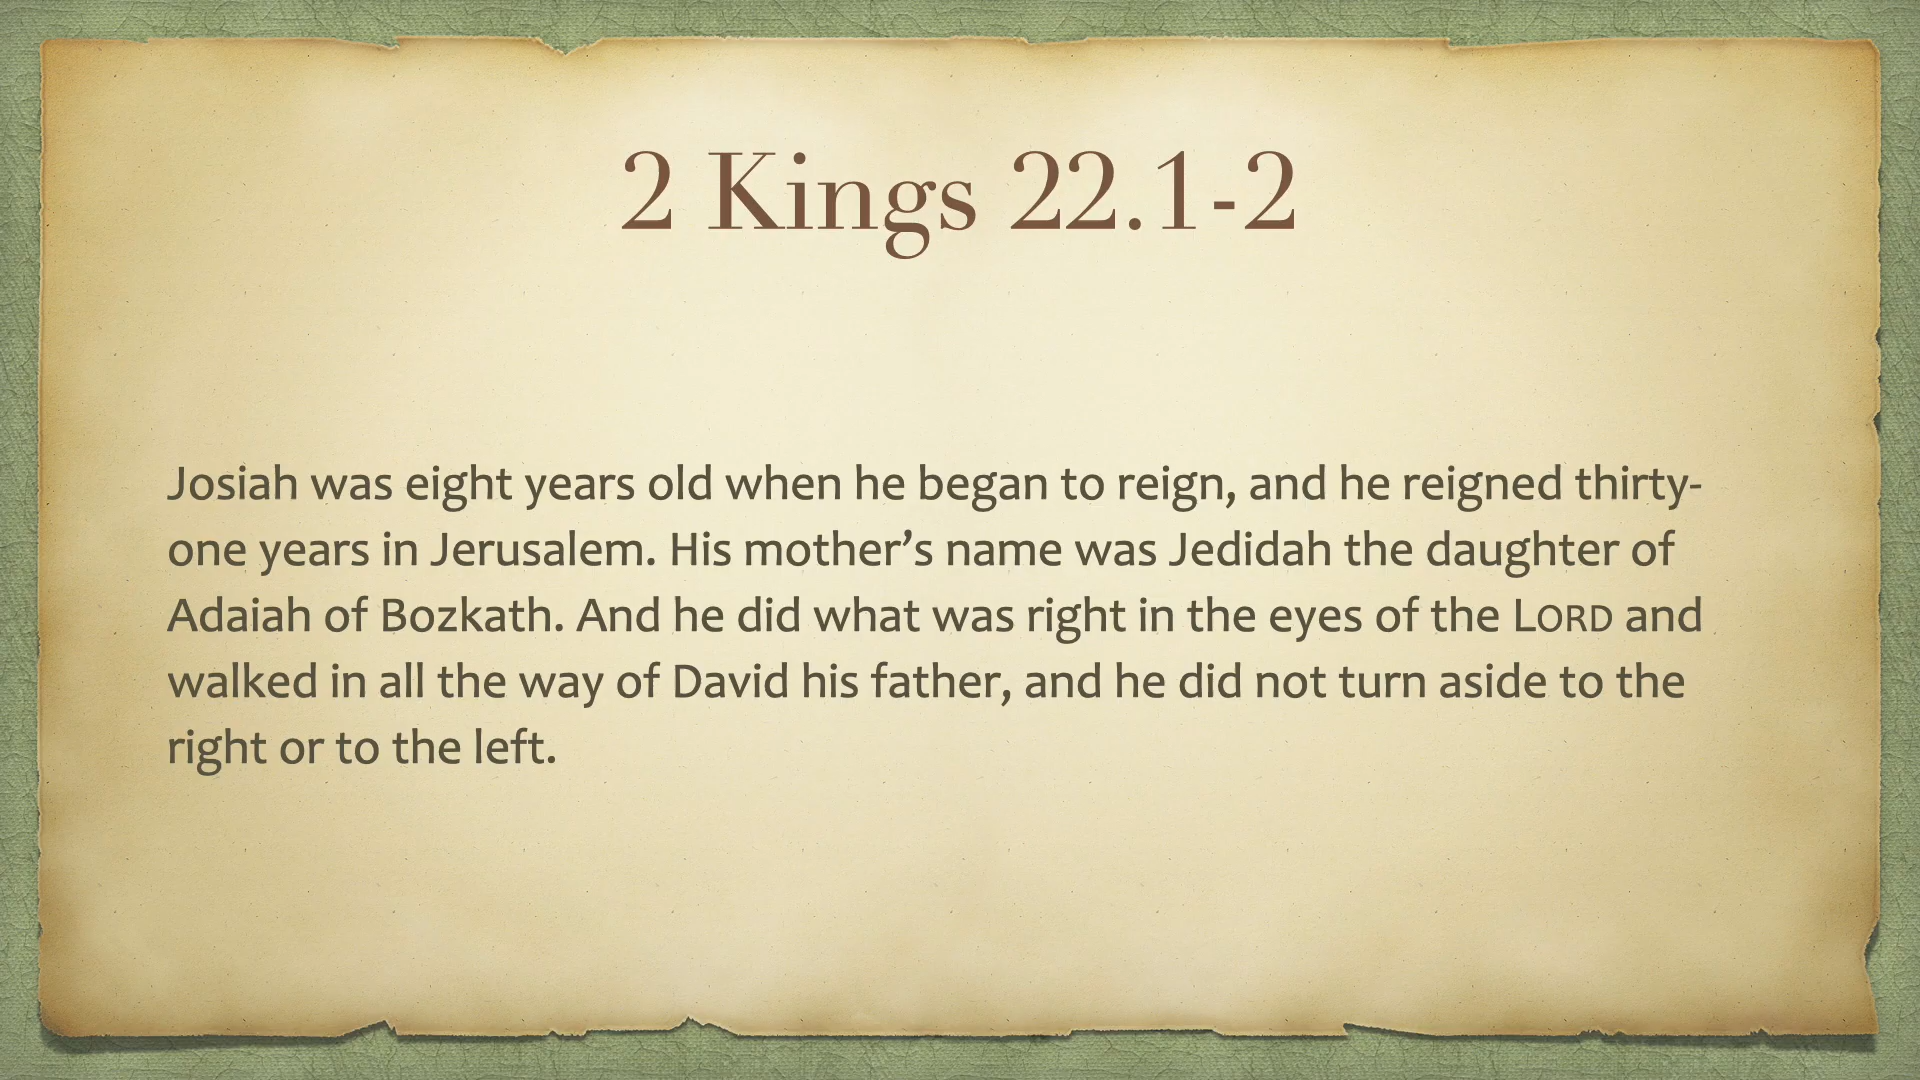 2 Kings 22.1-2
Josiah was eight years old when he began to reign, and he reigned thirty-
one years in Jerusalem. His mother’s name was Jedidah the daughter of
Adaiah of Bozkath. And he did what was right in the eyes of the LORD and
walked in all the way of David his father, and he did not turn aside to the
right or to the left.